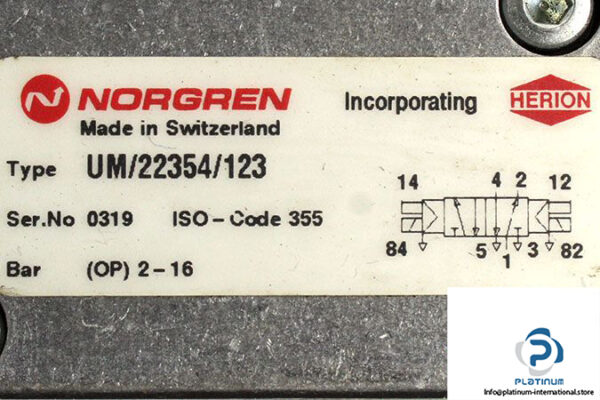 NORGREN Incorporating HERION
Made in Switzerland
Type UM/22354/123
Ser.No 0319 ISO-Code 355
Bar (OP) 2-16
14 4 2 12
84 5 1 3 82
PLATINUM
Info@platinum-international.store